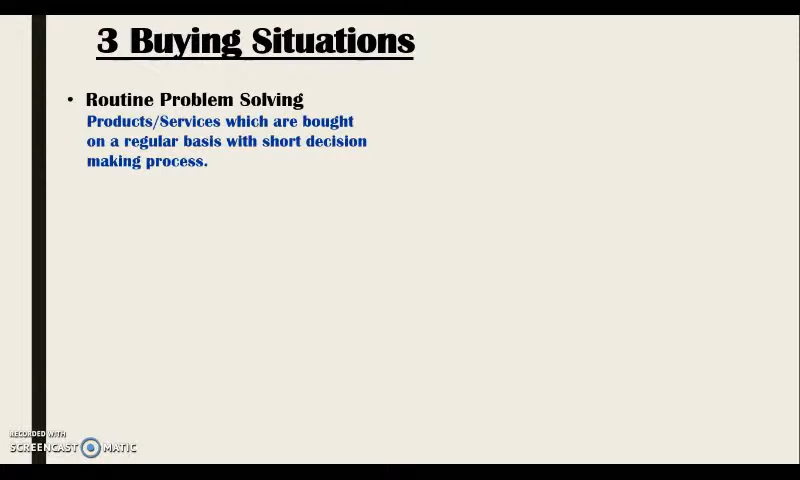 3 Buying Situations
• Routine Problem Solving
Products/Services which are bought
on a regular basis with short decision
making process.
RECORDED WITH
SCREENCAST MATIC